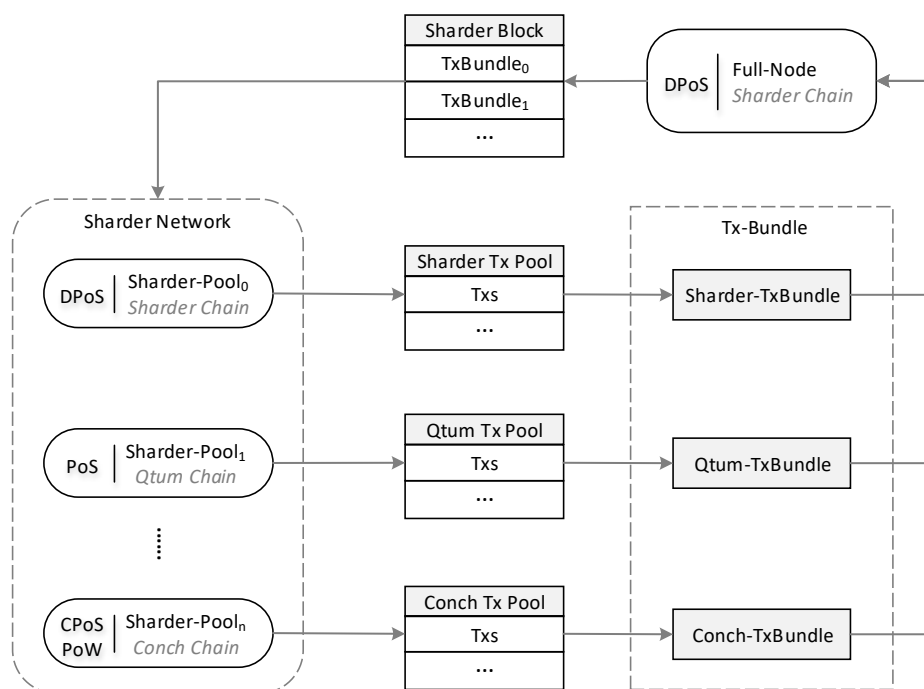 Sharder Block
TxBundle₀
TxBundle₁
...
DPoS
Full-Node
Sharder Chain
Sharder Network
DPoS
Sharder-Pool₀
Sharder Chain
PoS
Sharder-Pool₁
Qtum Chain
CPoS
PoW
Sharder-Poolₙ
Conch Chain
Sharder Tx Pool
Txs
...
Qtum Tx Pool
Txs
...
Conch Tx Pool
Txs
...
Tx-Bundle
Sharder-TxBundle
Qtum-TxBundle
Conch-TxBundle